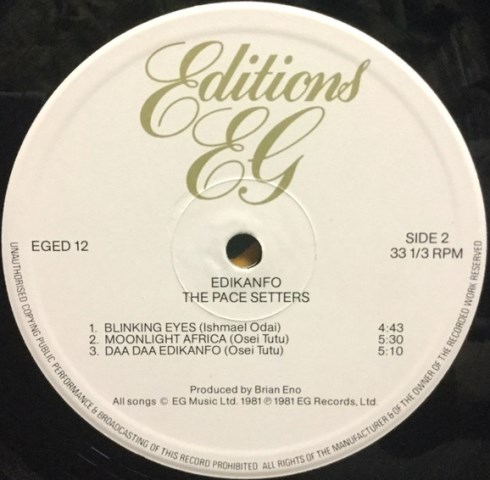 Editions
EG
EGED 12
SIDE 2
33 1/3 RPM
EDIKANFO
THE PACE SETTERS
1. BLINKING EYES (Ishmael Odai) 4:43
2. MOONLIGHT AFRICA (Osei Tutu) 5:30
3. DAA DAA EDIKANFO (Osei Tutu) 5:10
Produced by Brian Eno
All songs © EG Music Ltd. 1981 ℗ 1981 EG Records, Ltd.
UNAUTHORISED COPYING PUBLIC PERFORMANCE & BROADCASTING OF THIS RECORD PROHIBITED ALL RIGHTS OF THE MANUFACTURER & OF THE OWNER OF THE RECORDED WORK RESERVED